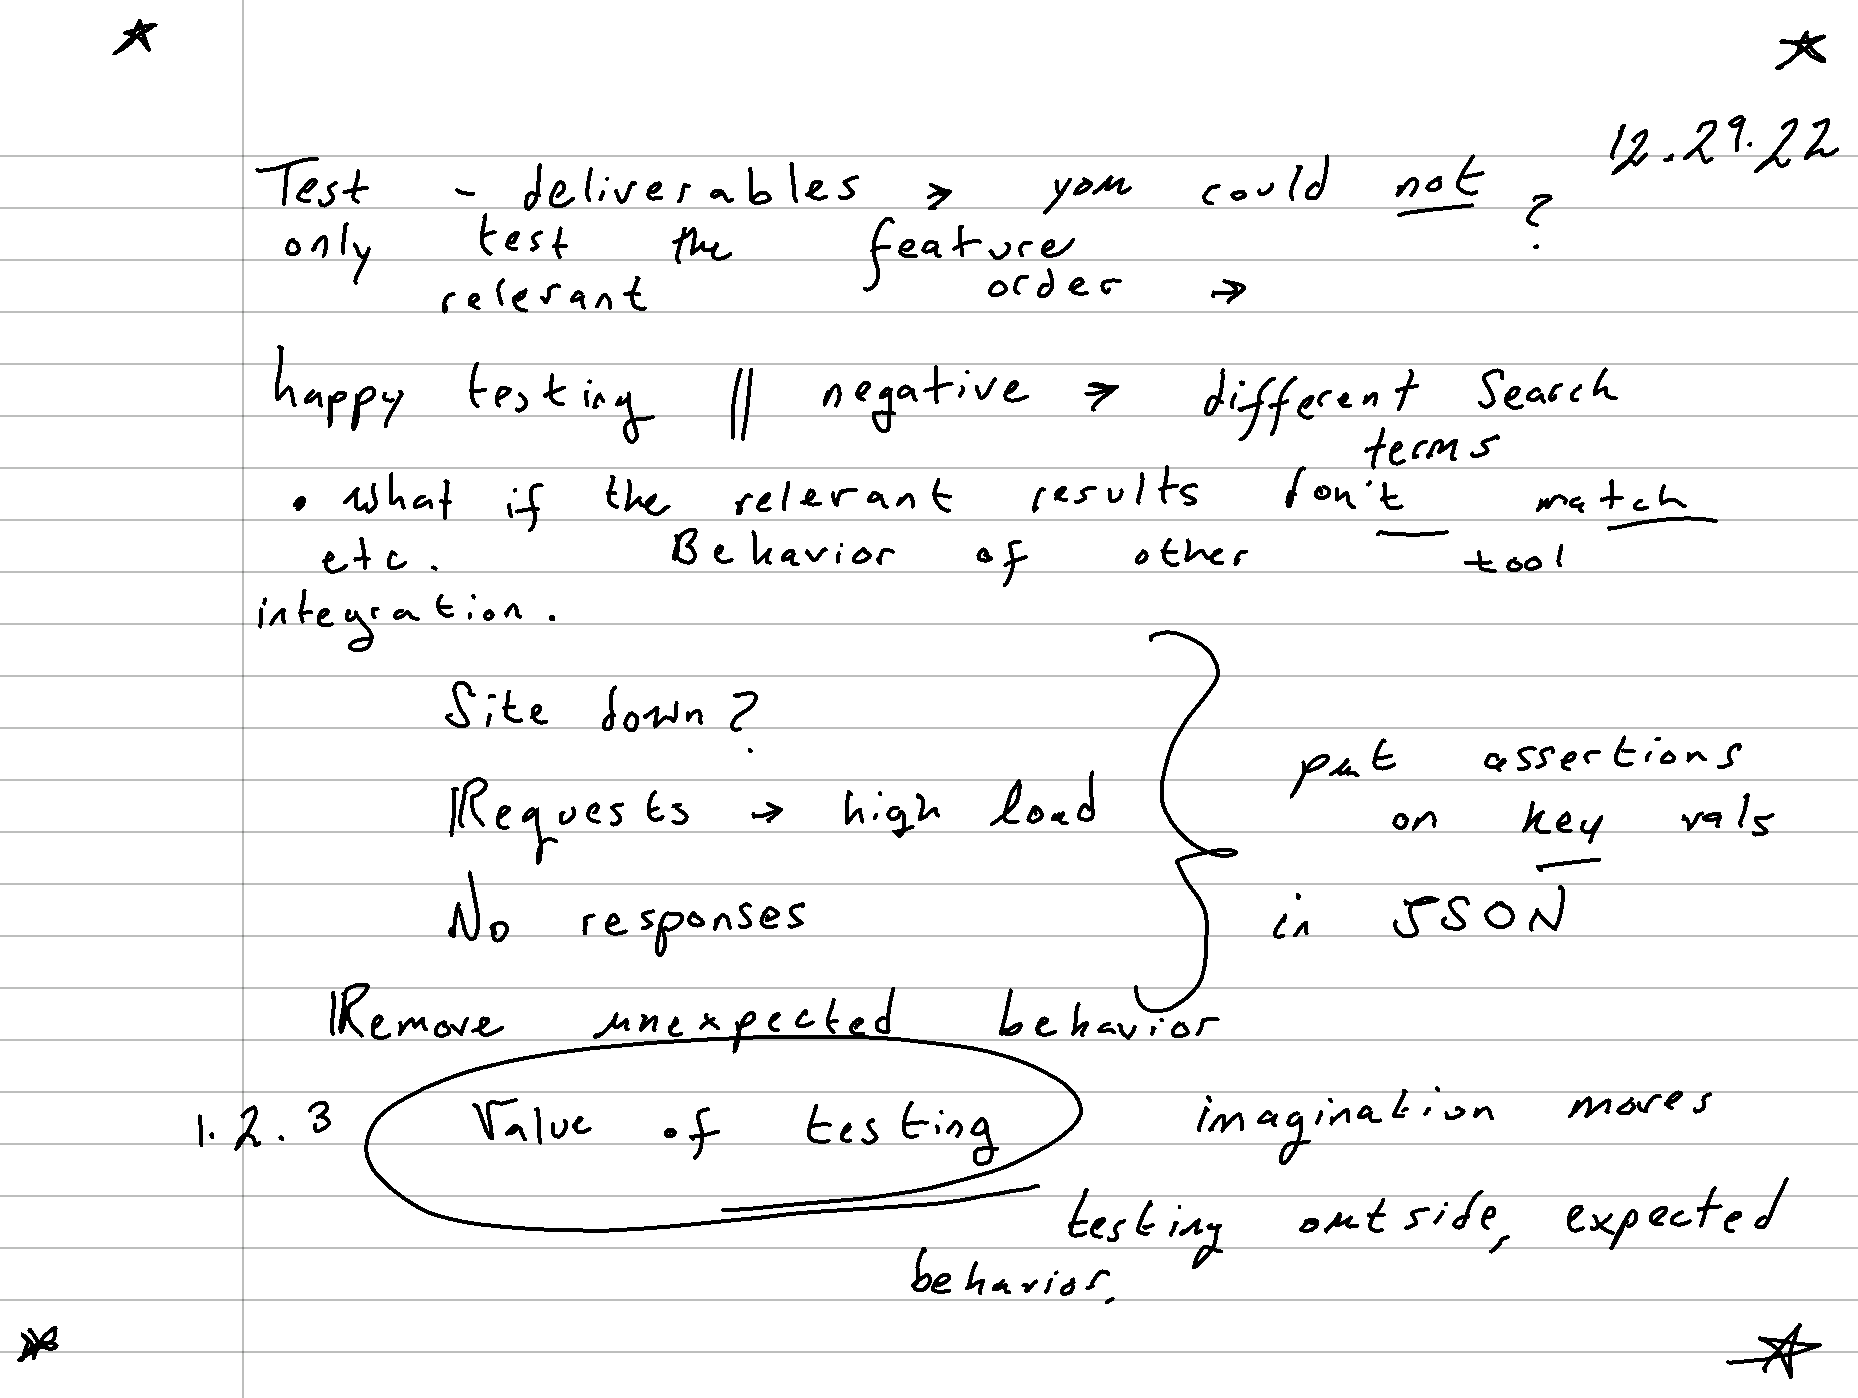 12.29.22
Test - deliverables → you could not ?
only test the feature
relevant order →
happy testing || negative → different Search
terms
• what if the relevant results don't match
etc. Behavior of other tool
integration.
Site down?
Requests → high load
put assertions
on key vals
No responses
in JSON
Remove unexpected behavior
1.2.3 Value of testing imagination moves
testing outside, expected
behavior.